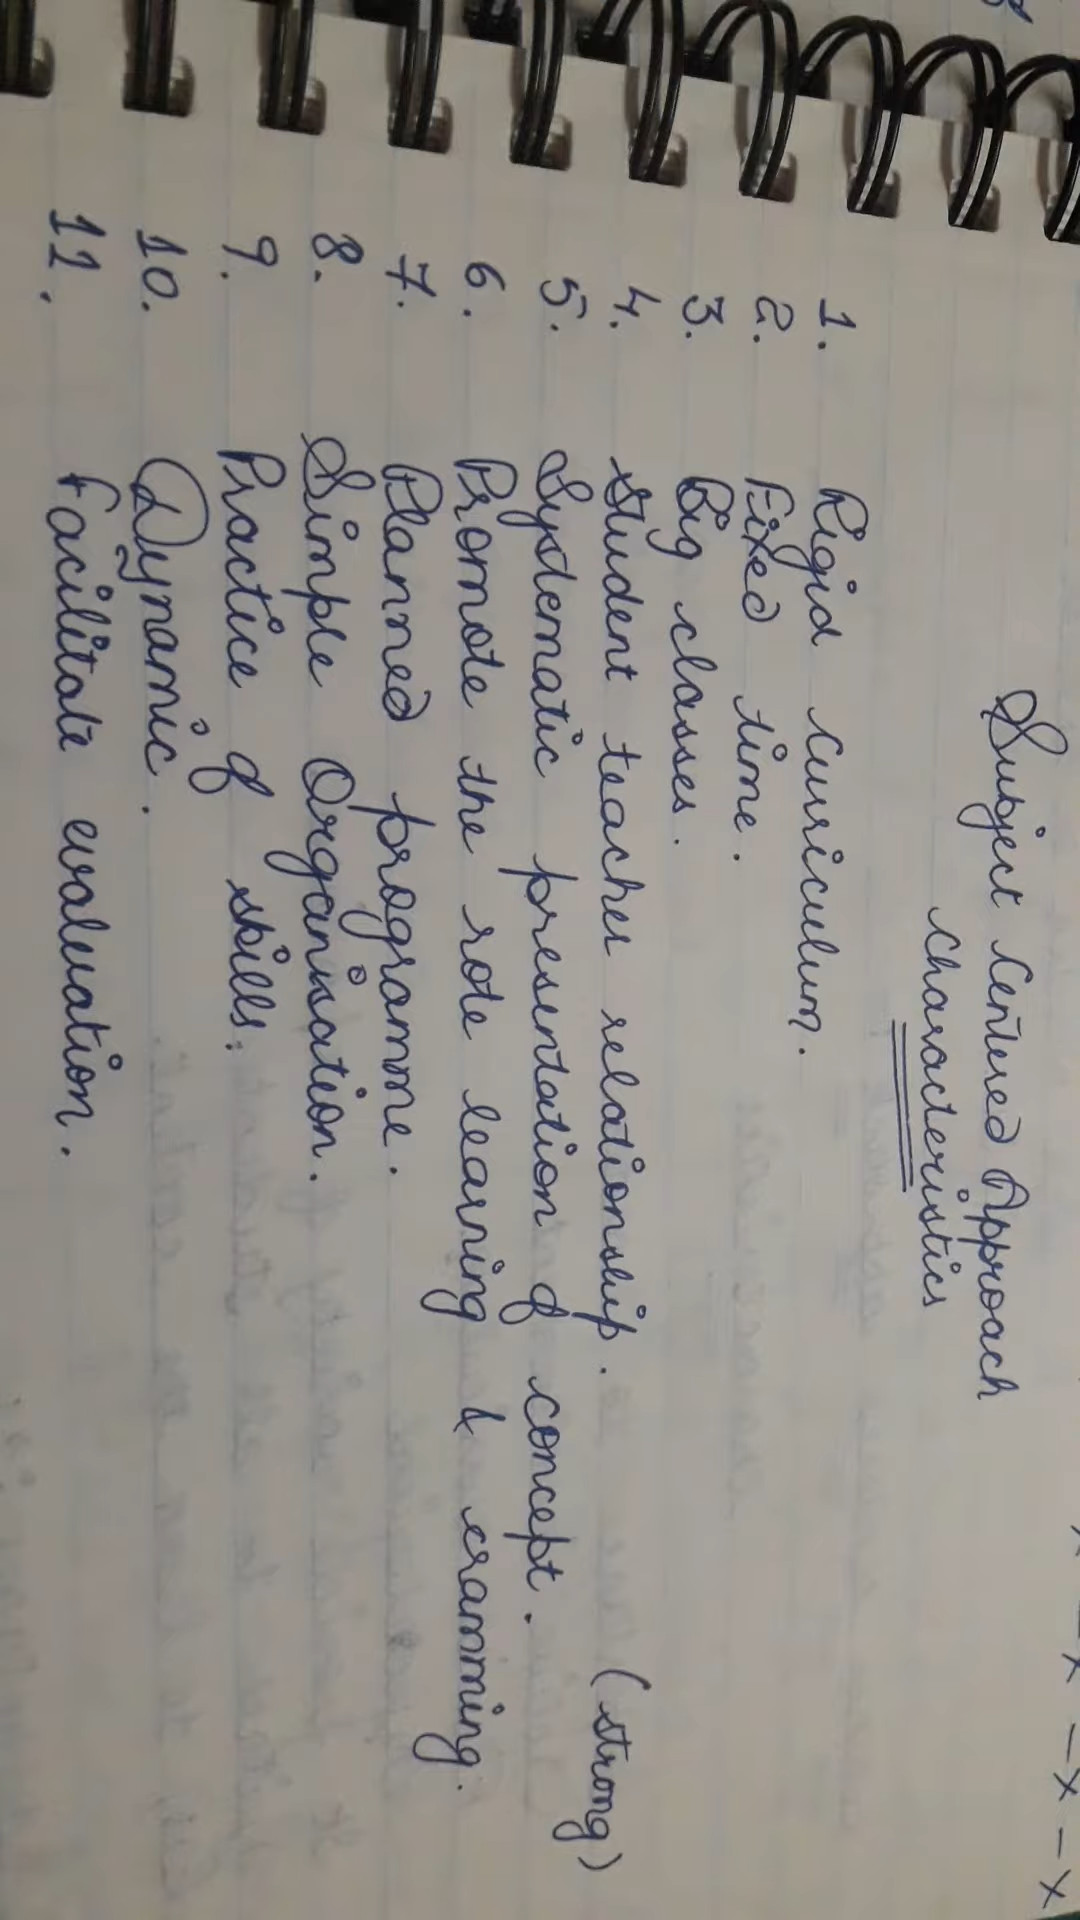 Subject Centred Approach
Characteristics
1. Rigid Curriculum.
2. Fixed time.
3. Big classes.
4. Student teacher relationship. (strong)
5. Systematic presentation of concept.
6. Promote the rote learning & cramming.
7. Planned programme.
8. Simple Organisation.
9. Practice of skills.
10. Dynamic.
11. Facilitate evaluation.